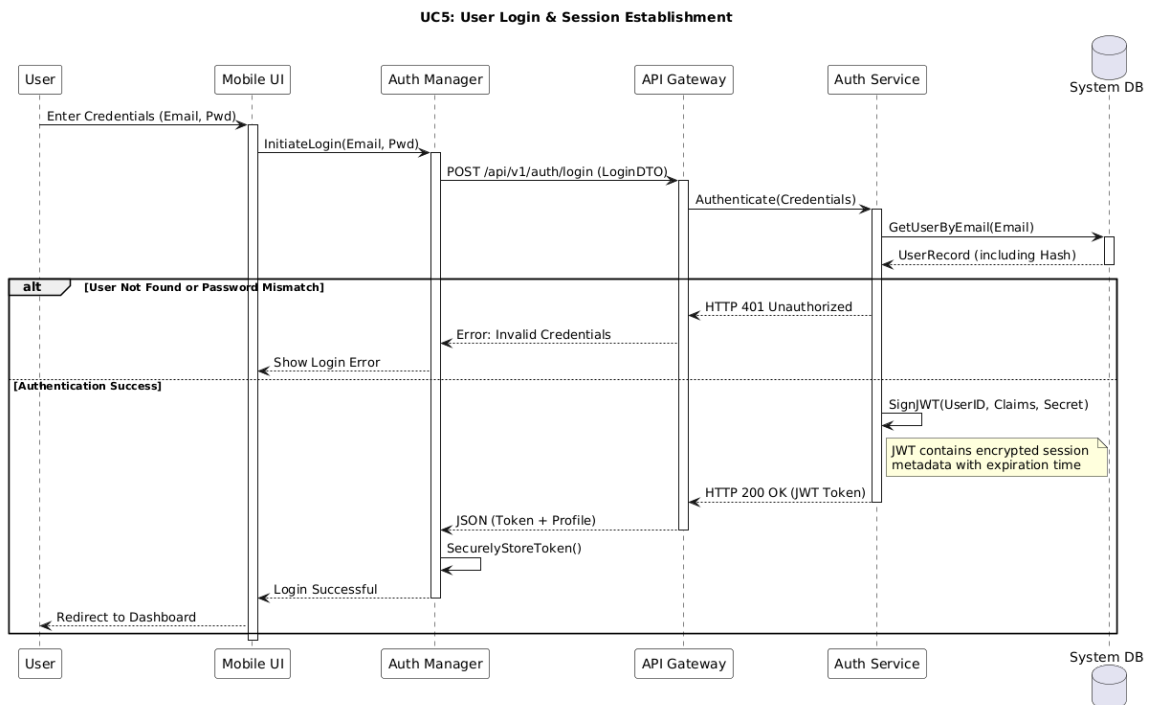 UC5: User Login & Session Establishment
User
Mobile UI
Auth Manager
API Gateway
Auth Service
System DB
Enter Credentials (Email, Pwd)
InitiateLogin(Email, Pwd)
POST /api/v1/auth/login (LoginDTO)
Authenticate(Credentials)
GetUserByEmail(Email)
UserRecord (including Hash)
alt
[User Not Found or Password Mismatch]
HTTP 401 Unauthorized
Error: Invalid Credentials
Show Login Error
[Authentication Success]
SignJWT(UserID, Claims, Secret)
JWT contains encrypted session
metadata with expiration time
HTTP 200 OK (JWT Token)
JSON (Token + Profile)
SecurelyStoreToken()
Login Successful
Redirect to Dashboard
User
Mobile UI
Auth Manager
API Gateway
Auth Service
System DB